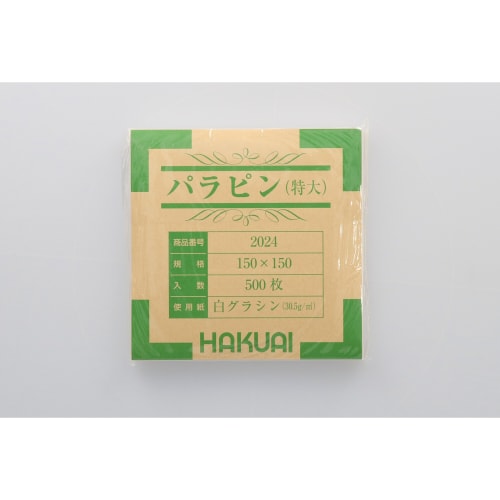 パラピン(特大)
商品番号 2024
規格 150×150
入数 500枚
使用紙 白グラシン(30.5g/㎡)
HAKUAI